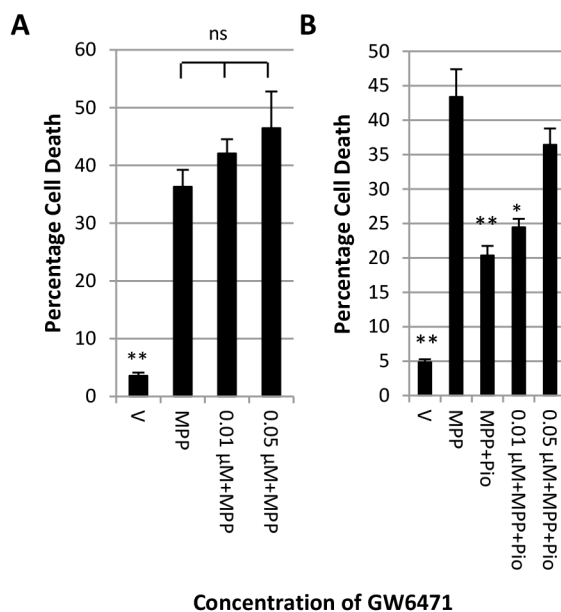 A
ns
Percentage Cell Death
60
50
40
30
20
10
0
**
V
MPP
0.01 μM+MPP
0.05 μM+MPP
B
Percentage Cell Death
50
45
40
35
30
25
20
15
10
5
0
**
**
*
V
MPP
MPP+Pio
0.01 μM+MPP+Pio
0.05 μM+MPP+Pio
Concentration of GW6471